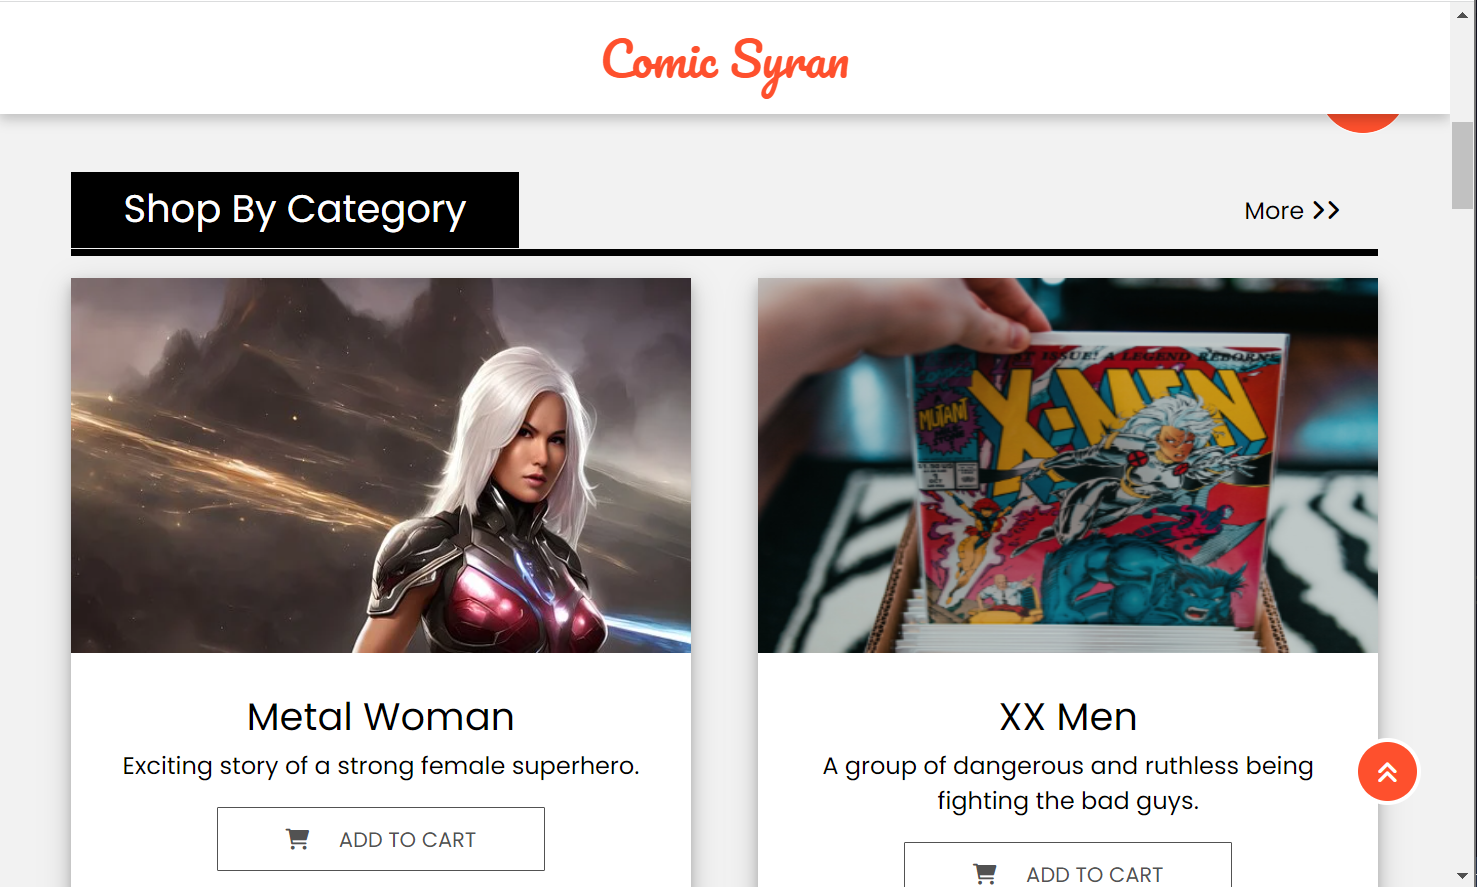 Comic Syran
Shop By Category
More
ST ISSUE! A LEGEND REBORN
X-MEN
MUTANT
Metal Woman
XX Men
Exciting story of a strong female superhero.
A group of dangerous and ruthless being
fighting the bad guys.
ADD TO CART
ADD TO CART